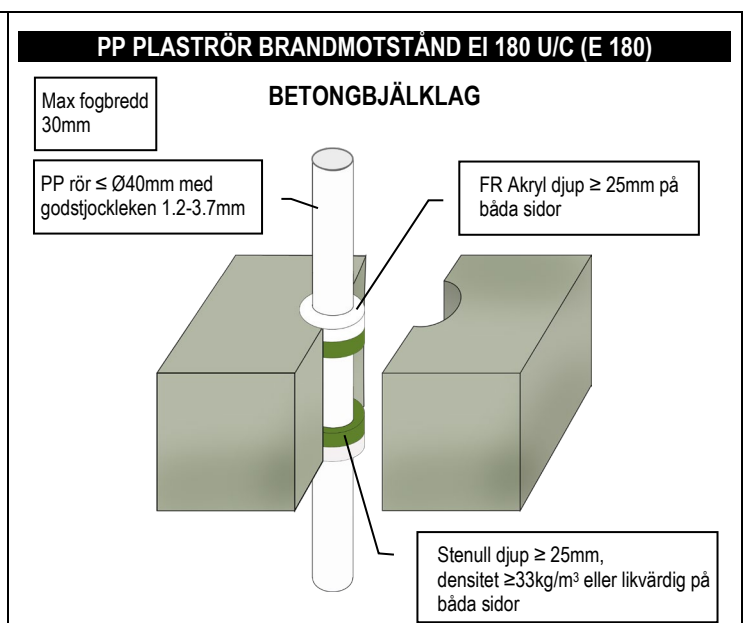 PP PLASTRÖR BRANDMOTSTÅND EI 180 U/C (E 180)
Max fogbredd
30mm
BETONGBJÄLKLAG
PP rör ≤ Ø40mm med
godstjockleken 1.2-3.7mm
FR Akryl djup ≥ 25mm på
båda sidor
Stenull djup ≥ 25mm,
densitet ≥33kg/m³ eller likvärdig på
båda sidor